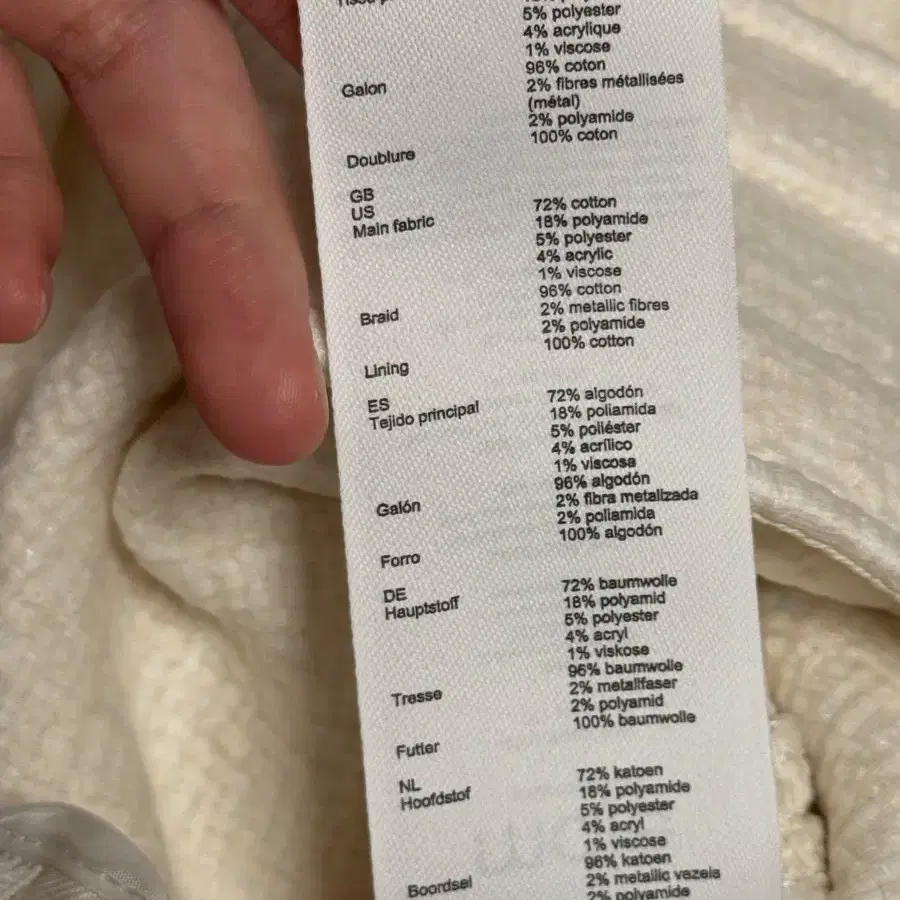 5% polyester
4% acrylique
1% viscose
96% coton
Galon 2% fibres métallisées
(métal)
2% polyamide
100% coton
Doublure
GB
US
72% cotton
Main fabric 18% polyamide
5% polyester
4% acrylic
1% viscose
96% cotton
Braid 2% metallic fibres
2% polyamide
100% cotton
Lining
ES
72% algodón
Tejido principal 18% poliamida
5% poliéster
4% acrílico
1% viscosa
96% algodón
Galón 2% fibra metalizada
2% poliamida
100% algodón
Forro
DE
72% baumwolle
Hauptstoff 18% polyamid
5% polyester
4% acryl
1% viskose
96% baumwolle
Tresse 2% metallfaser
2% polyamid
100% baumwolle
Futter
NL
72% katoen
Hoofdstof 18% polyamide
5% polyester
4% acryl
1% viscose
96% katoen
Boordsel 2% metallic vezels
2% polyamide